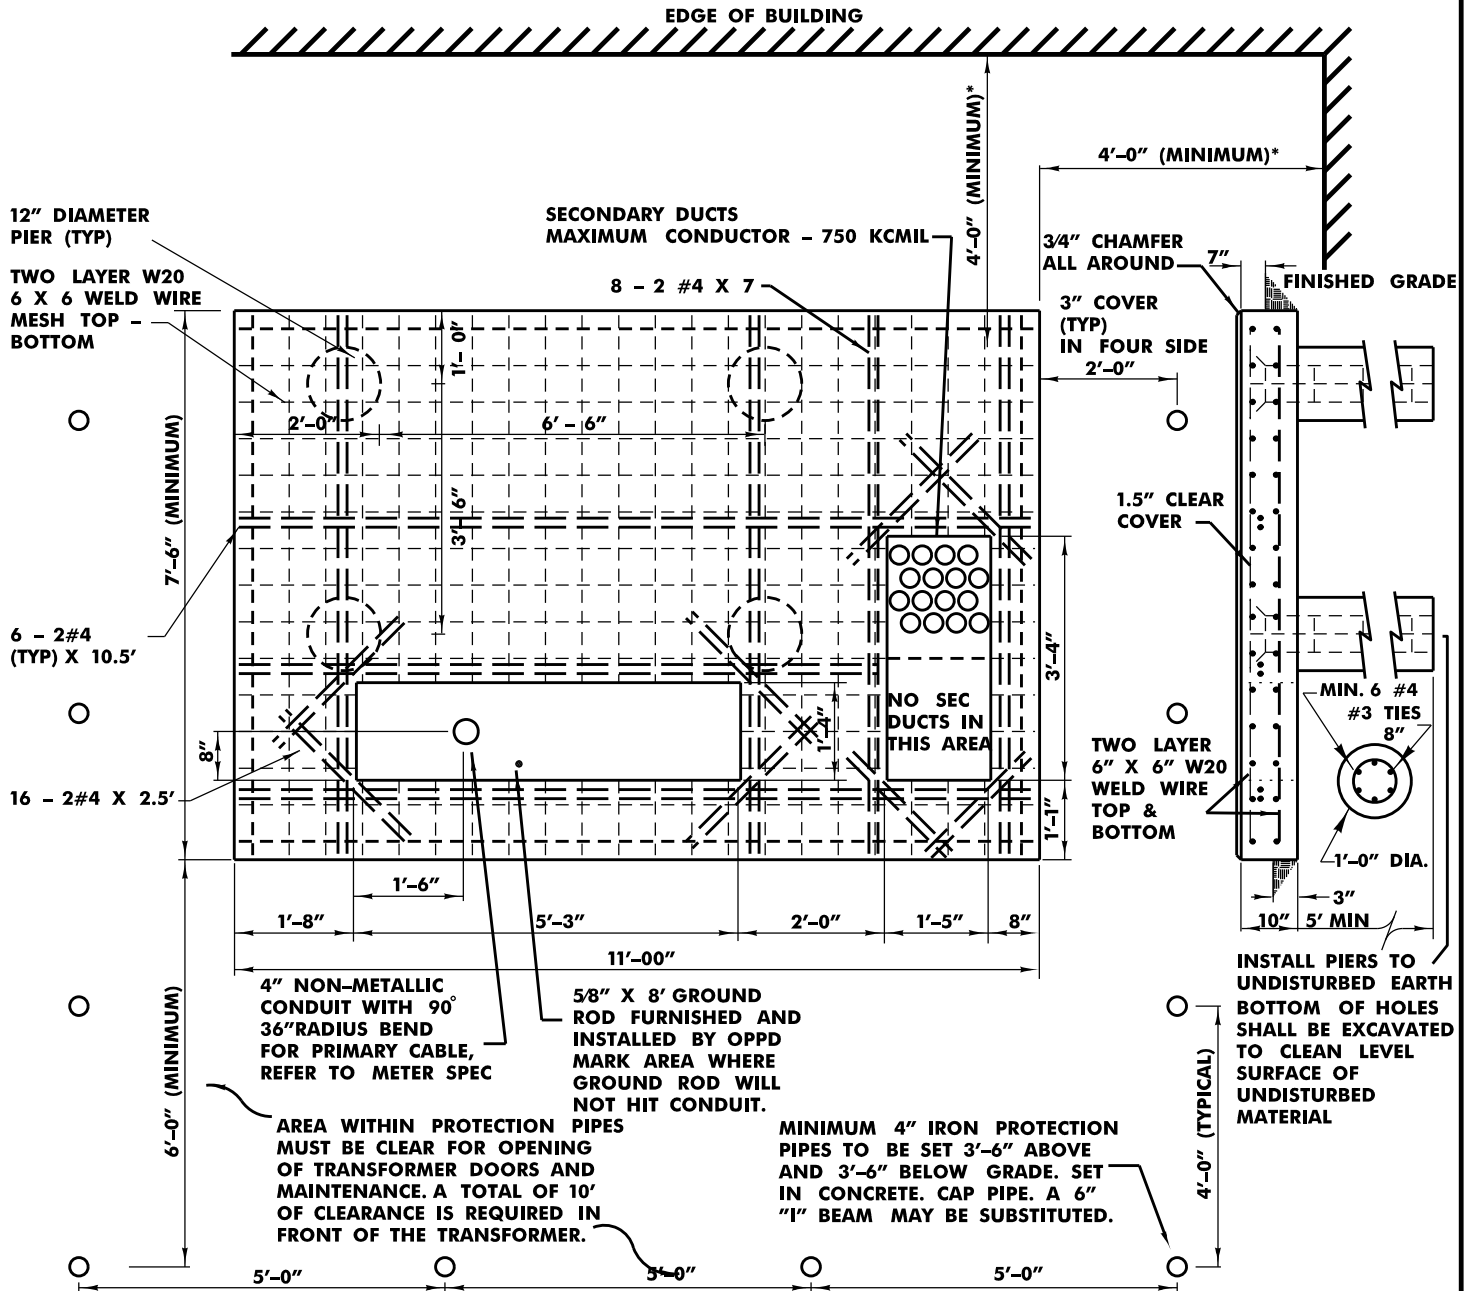 EDGE OF BUILDING
4'-0" (MINIMUM)*
4'-0" (MINIMUM)*
12" DIAMETER
PIER (TYP)
SECONDARY DUCTS
MAXIMUM CONDUCTOR – 750 KCMIL
3/4" CHAMFER
ALL AROUND
7"
FINISHED GRADE
TWO LAYER W20
6 X 6 WELD WIRE
MESH TOP –
BOTTOM
8 – 2 #4 X 7
3" COVER
(TYP)
IN FOUR SIDE
2'-0"
1'- 0"
2'-0"
6' – 6"
7'-6" (MINIMUM)
3'-6"
1.5" CLEAR
COVER
6 – 2#4
(TYP) X 10.5'
3'-4"
NO SEC
DUCTS IN
THIS AREA
1'-4"
8"
MIN. 6 #4
#3 TIES
8"
TWO LAYER
6" X 6" W20
WELD WIRE
TOP &
BOTTOM
16 – 2#4 X 2.5'
1'-1"
1'-0" DIA.
1'-6"
3"
1'-8"
5'-3"
2'-0"
1'-5"
8"
10"
5' MIN
11'-00"
4" NON-METALLIC
CONDUIT WITH 90°
36"RADIUS BEND
FOR PRIMARY CABLE,
REFER TO METER SPEC
5/8" X 8' GROUND
ROD FURNISHED AND
INSTALLED BY OPPD
MARK AREA WHERE
GROUND ROD WILL
NOT HIT CONDUIT.
INSTALL PIERS TO
UNDISTURBED EARTH
BOTTOM OF HOLES
SHALL BE EXCAVATED
TO CLEAN LEVEL
SURFACE OF
UNDISTURBED
MATERIAL
6'-0" (MINIMUM)
AREA WITHIN PROTECTION PIPES
MUST BE CLEAR FOR OPENING
OF TRANSFORMER DOORS AND
MAINTENANCE. A TOTAL OF 10'
OF CLEARANCE IS REQUIRED IN
FRONT OF THE TRANSFORMER.
MINIMUM 4" IRON PROTECTION
PIPES TO BE SET 3'-6" ABOVE
AND 3'-6" BELOW GRADE. SET
IN CONCRETE. CAP PIPE. A 6"
"I" BEAM MAY BE SUBSTITUTED.
4'-0" (TYPICAL)
5'-0"
5'-0"
5'-0"